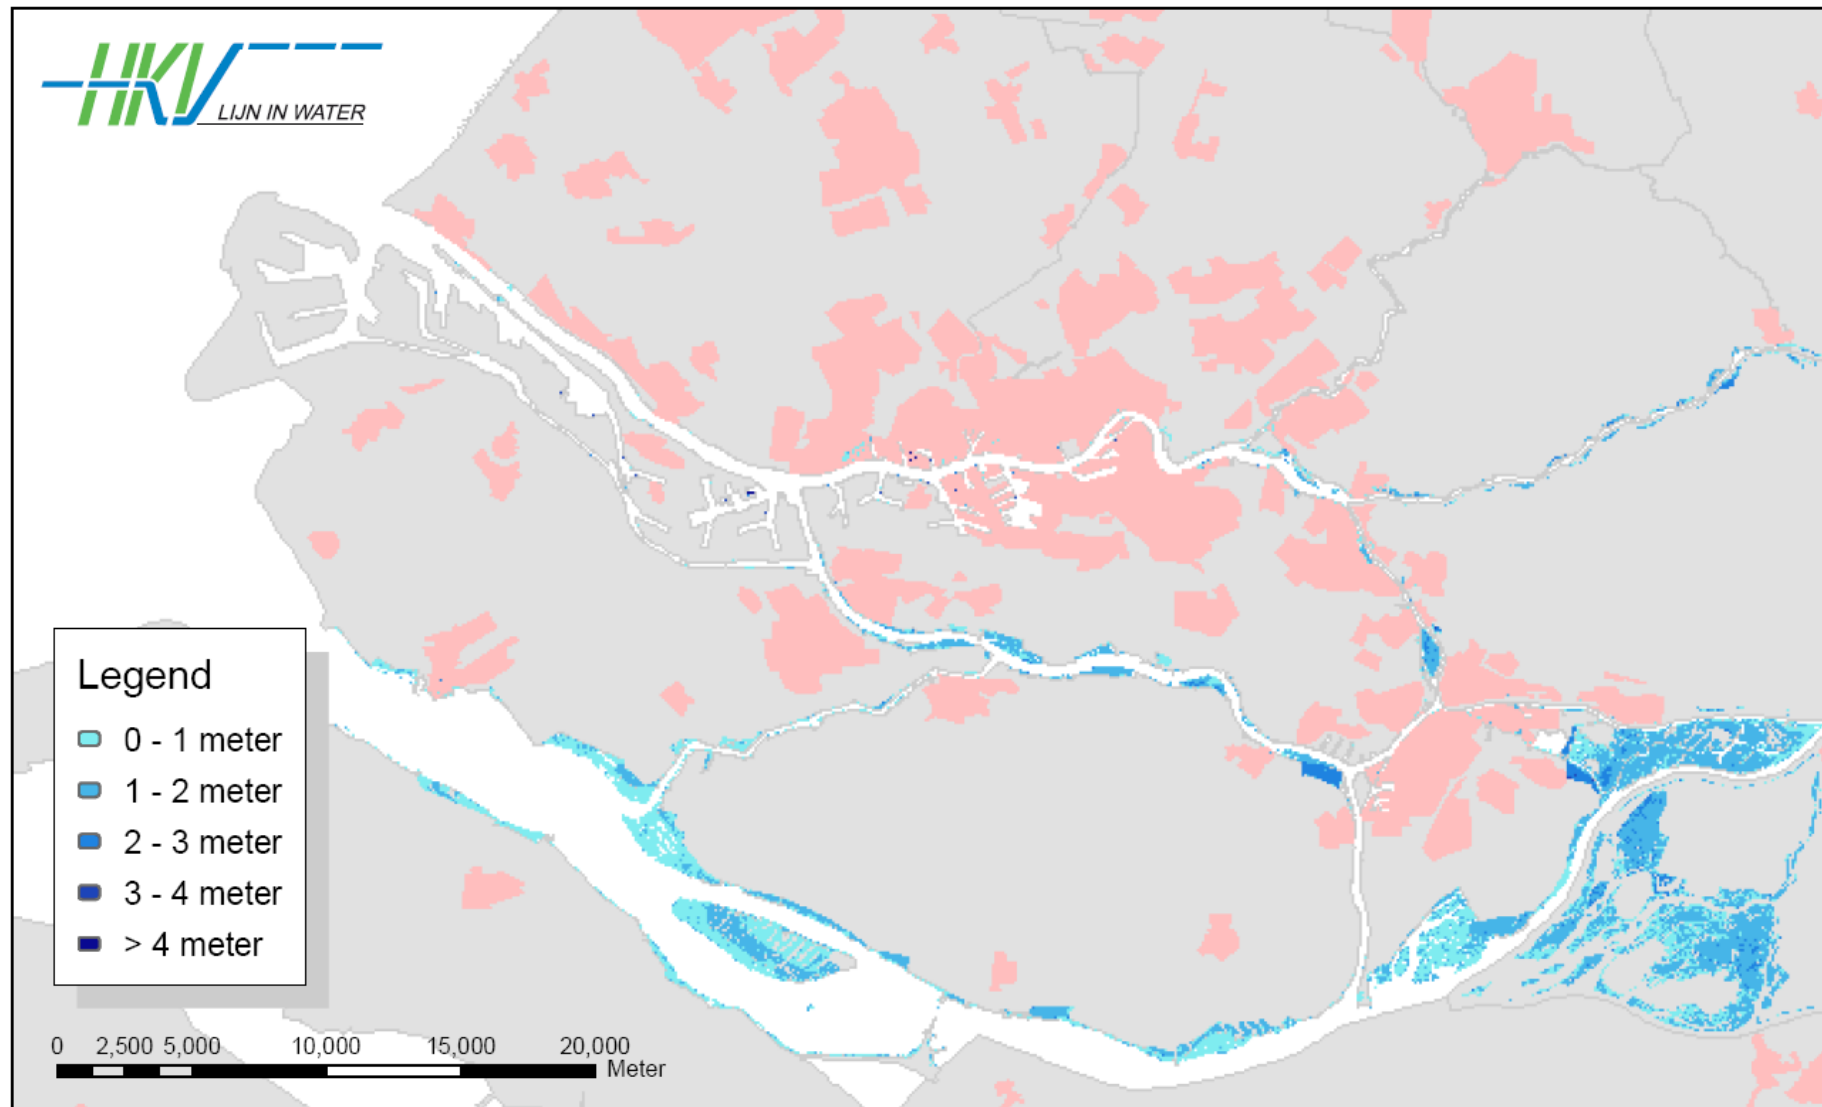 HKV
LIJN IN WATER
Legend
0 - 1 meter
1 - 2 meter
2 - 3 meter
3 - 4 meter
> 4 meter
0 2,500 5,000 10,000 15,000 20,000
Meter